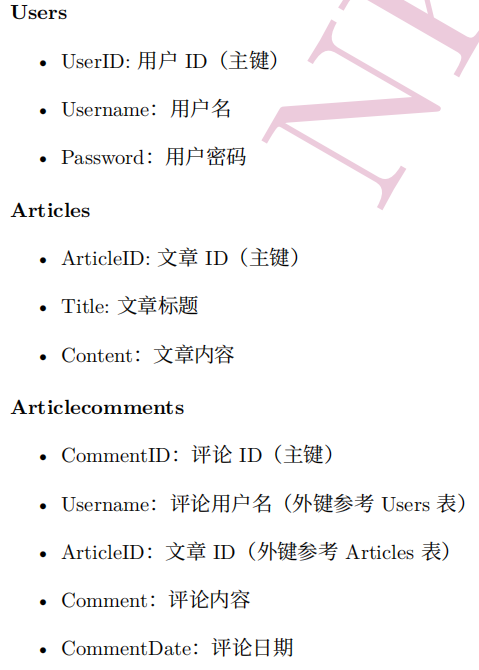 Users
• UserID: 用户 ID（主键）
• Username：用户名
• Password：用户密码
Articles
• ArticleID: 文章 ID（主键）
• Title: 文章标题
• Content：文章内容
Articlecomments
• CommentID：评论 ID（主键）
• Username：评论用户名（外键参考 Users 表）
• ArticleID：文章 ID（外键参考 Articles 表）
• Comment：评论内容
• CommentDate：评论日期